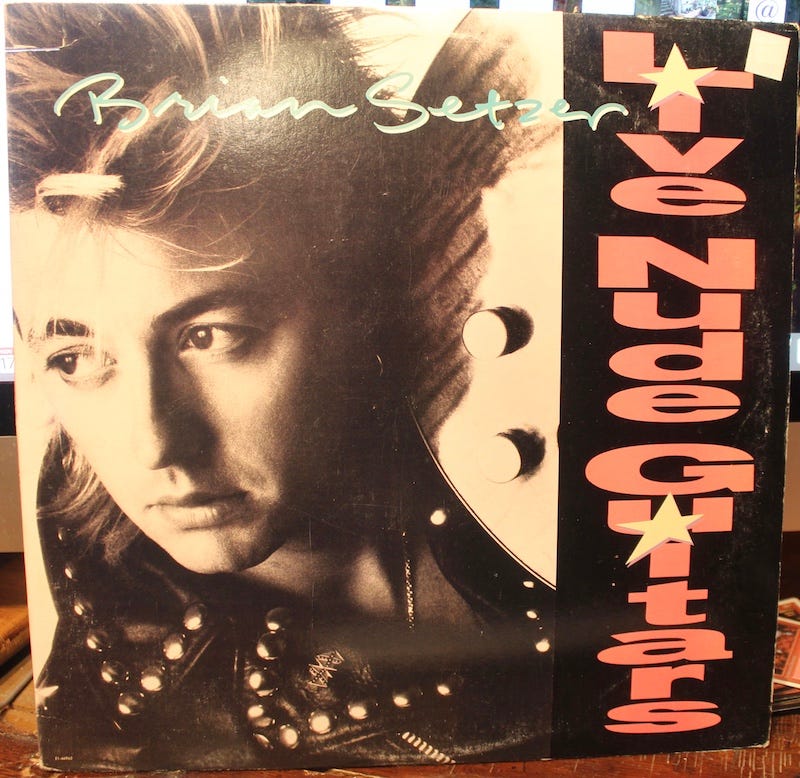 Brian Setzer
Live
Nude
Guitars